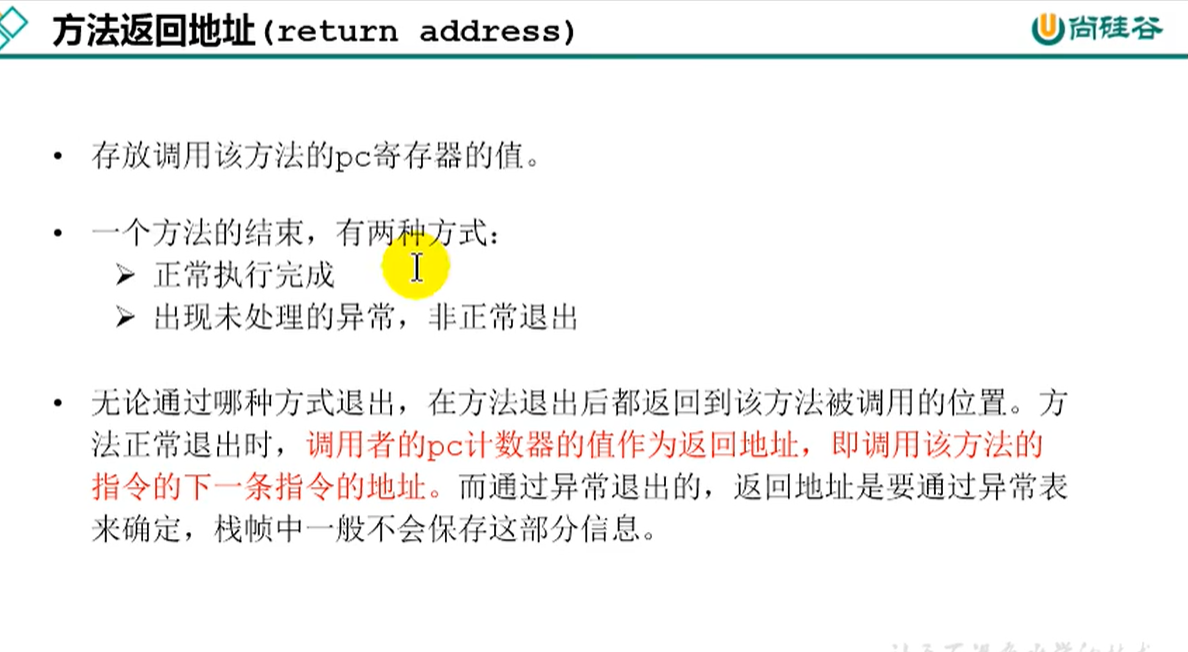 方法返回地址(return address)
尚硅谷
• 存放调用该方法的pc寄存器的值。
• 一个方法的结束，有两种方式：
➢ 正常执行完成
➢ 出现未处理的异常，非正常退出
• 无论通过哪种方式退出，在方法退出后都返回到该方法被调用的位置。方
法正常退出时，调用者的pc计数器的值作为返回地址，即调用该方法的
指令的下一条指令的地址。而通过异常退出的，返回地址是要通过异常表
来确定，栈帧中一般不会保存这部分信息。